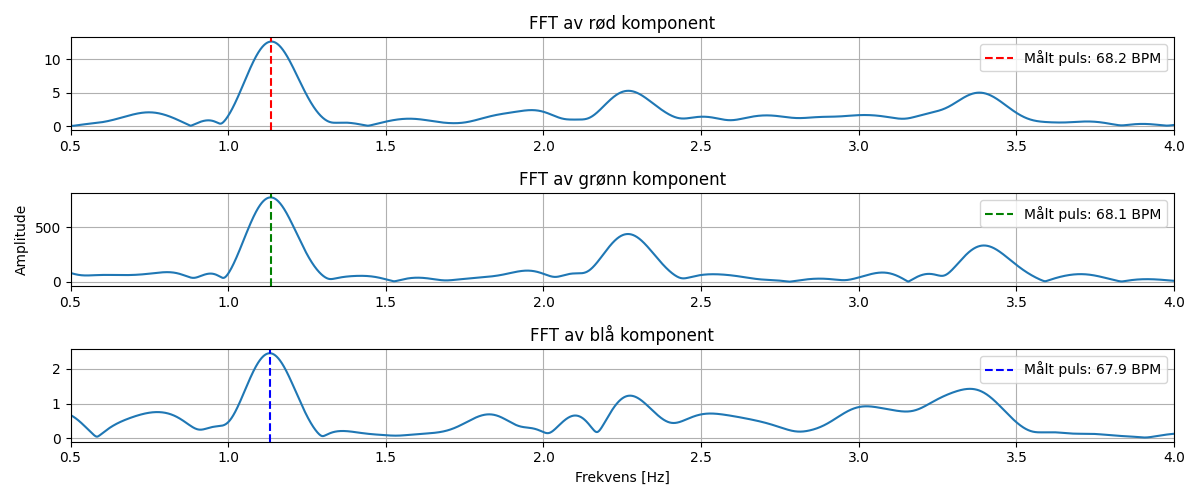 FFT av rød komponent
10
5
0
Målt puls: 68.2 BPM
0.5 1.0 1.5 2.0 2.5 3.0 3.5 4.0
FFT av grønn komponent
Amplitude
500
0
Målt puls: 68.1 BPM
0.5 1.0 1.5 2.0 2.5 3.0 3.5 4.0
FFT av blå komponent
2
1
0
Målt puls: 67.9 BPM
0.5 1.0 1.5 2.0 2.5 3.0 3.5 4.0
Frekvens [Hz]